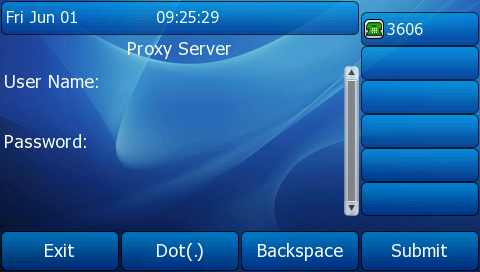 Fri Jun 01 09:25:29
3606
Proxy Server
User Name:
Password:
Exit Dot(.) Backspace Submit